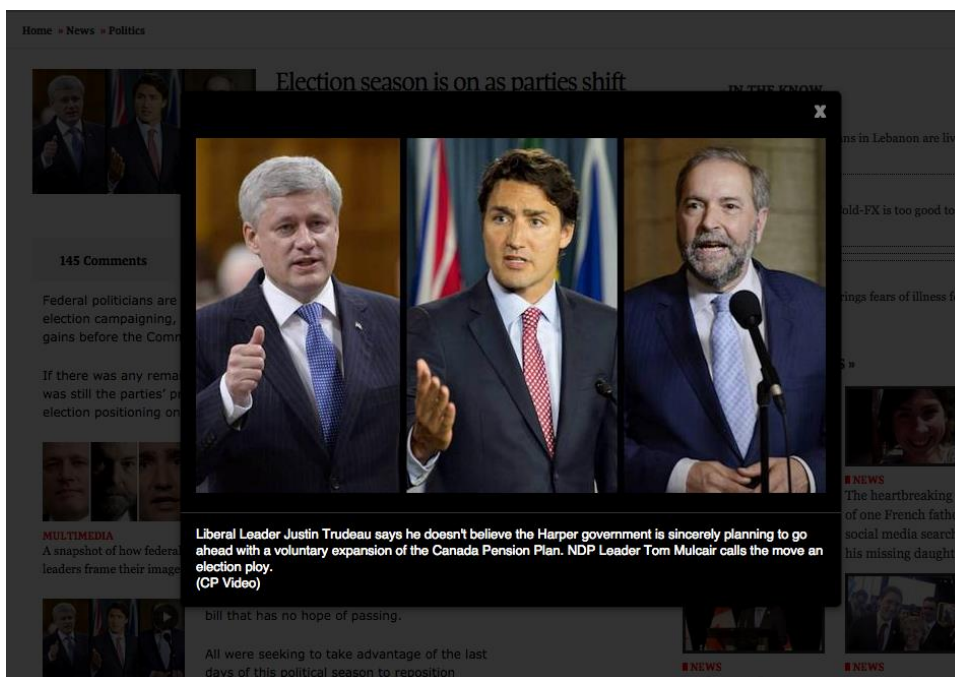 Home » News » Politics
Election season is on as parties shift
IN THE KNOW
X
ns in Lebanon are liv
old-FX is too good to
145 Comments
rings fears of illness f
Federal politicians are
election campaigning,
gains before the Comm
If there was any rema
was still the parties' pr
election positioning on
MULTIMEDIA
A snapshot of how federal
leaders frame their image
Liberal Leader Justin Trudeau says he doesn't believe the Harper government is sincerely planning to go
ahead with a voluntary expansion of the Canada Pension Plan. NDP Leader Tom Mulcair calls the move an
election ploy.
(CP Video)
bill that has no hope of passing.
All were seeking to take advantage of the last
days of this political season to reposition
NEWS
The heartbreaking
of one French fathe
social media search
his missing daught
NEWS
NEWS